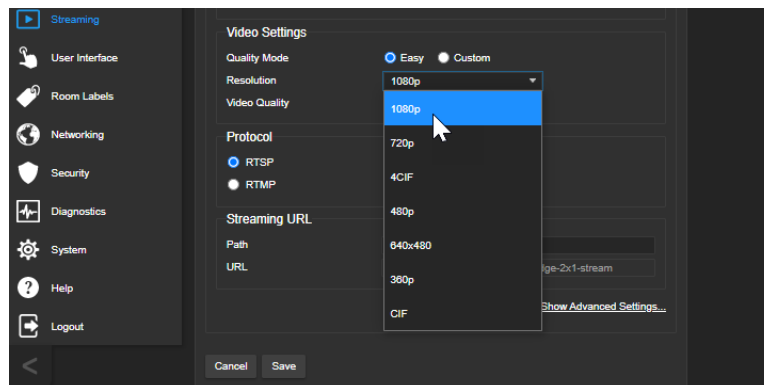 Streaming
User Interface
Room Labels
Networking
Security
Diagnostics
System
Help
Logout
Video Settings
Quality Mode
Easy
Custom
Resolution
1080p
Video Quality
1080p
720p
4CIF
480p
640x480
360p
CIF
Protocol
RTSP
RTMP
Streaming URL
Path
URL
ge-2x1-stream
Show Advanced Settings...
Cancel
Save